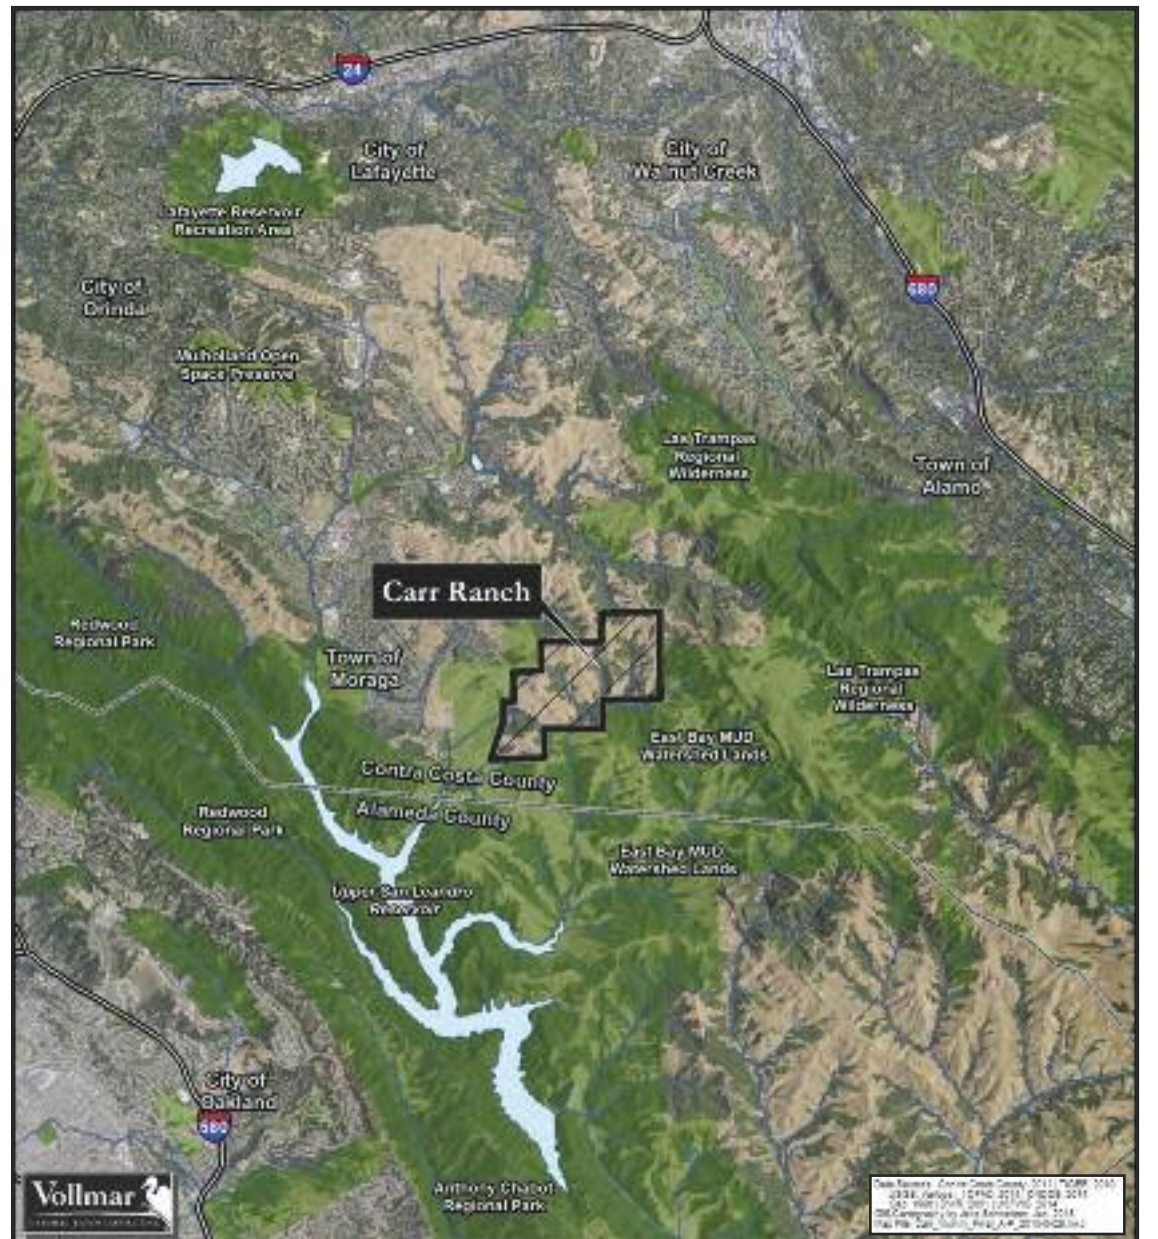 24
City of
Lafayette
City of
Walnut Creek
Lafayette Reservoir
Recreation Area
City of
Orinda
680
Mulholland Open
Space Preserve
Las Trampas
Regional
Wilderness
Town of
Alamo
Carr Ranch
Redwood
Regional Park
Town of
Moraga
Las Trampas
Regional
Wilderness
East Bay MUD
Watershed Lands
Contra Costa County
Alameda County
Redwood
Regional Park
East Bay MUD
Watershed Lands
Upper San Leandro
Reservoir
City of
Oakland
580
Anthony Chabot
Regional Park
Vollmar